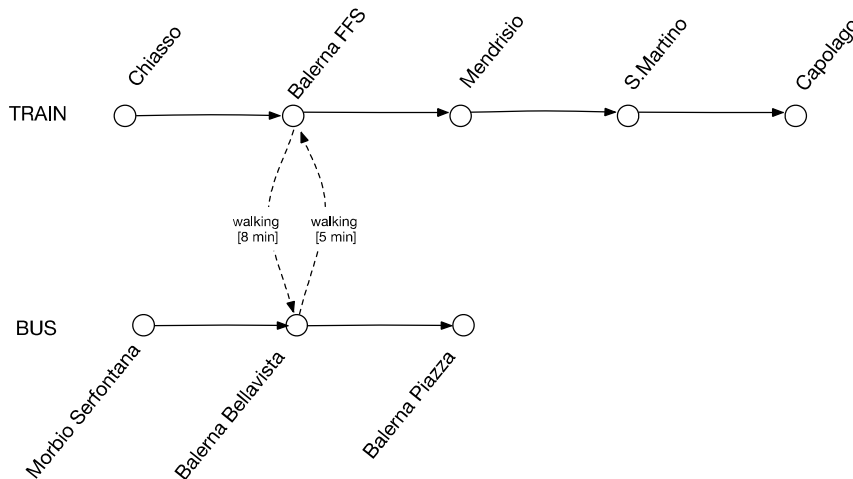 Chiasso
Balerna FFS
Mendrisio
S.Martino
Capolago
TRAIN
walking
[8 min]
walking
[5 min]
BUS
Morbio Serfontana
Balerna Bellavista
Balerna Piazza